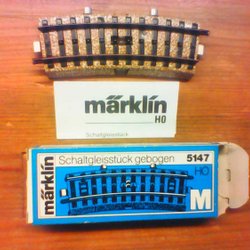 märklin
HO
Schaltgleisstück
märklin
Schaltgleisstück gebogen
5147
HO
M